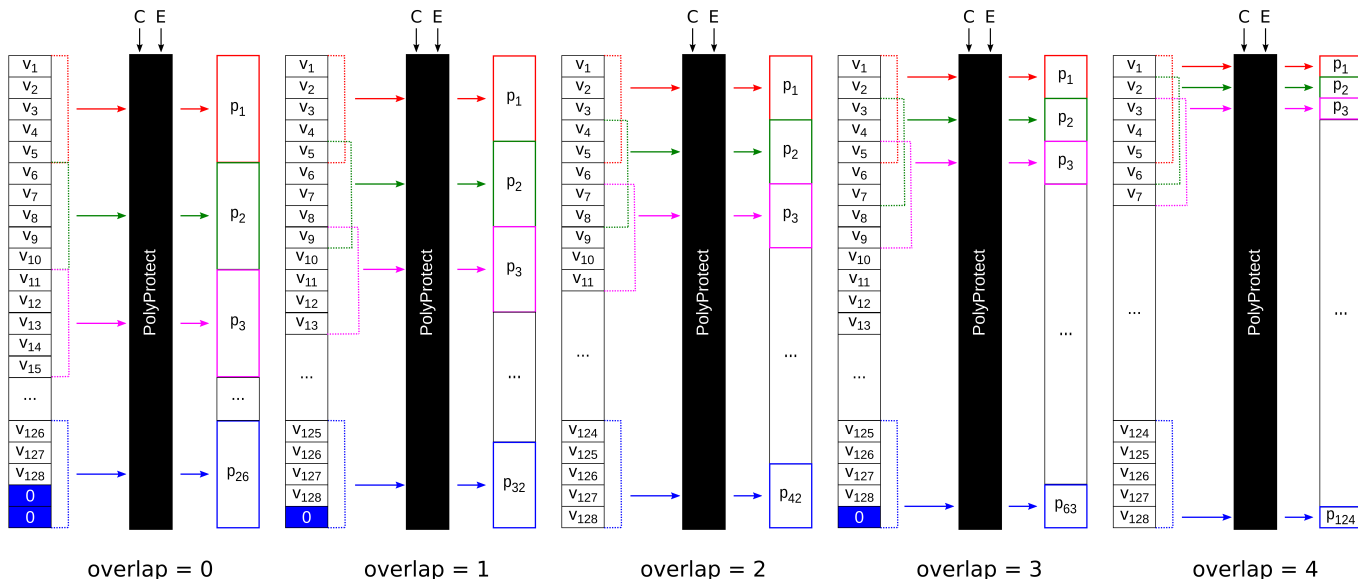 C E
v1
v2
v3
v4
v5
v6
v7
v8
v9
v10
v11
v12
v13
v14
v15
...
v126
v127
v128
0
0
PolyProtect
p1
p2
p3
...
p26
overlap = 0
C E
v1
v2
v3
v4
v5
v6
v7
v8
v9
v10
v11
v12
v13
...
v125
v126
v127
v128
0
PolyProtect
p1
p2
p3
...
p32
overlap = 1
C E
v1
v2
v3
v4
v5
v6
v7
v8
v9
v10
v11
...
v124
v125
v126
v127
v128
PolyProtect
p1
p2
p3
...
p42
overlap = 2
C E
v1
v2
v3
v4
v5
v6
v7
v8
v9
v10
v11
v12
v13
...
v125
v126
v127
v128
0
PolyProtect
p1
p2
p3
...
p63
overlap = 3
C E
v1
v2
v3
v4
v5
v6
v7
...
v124
v125
v126
v127
v128
PolyProtect
p1
p2
p3
...
p124
overlap = 4